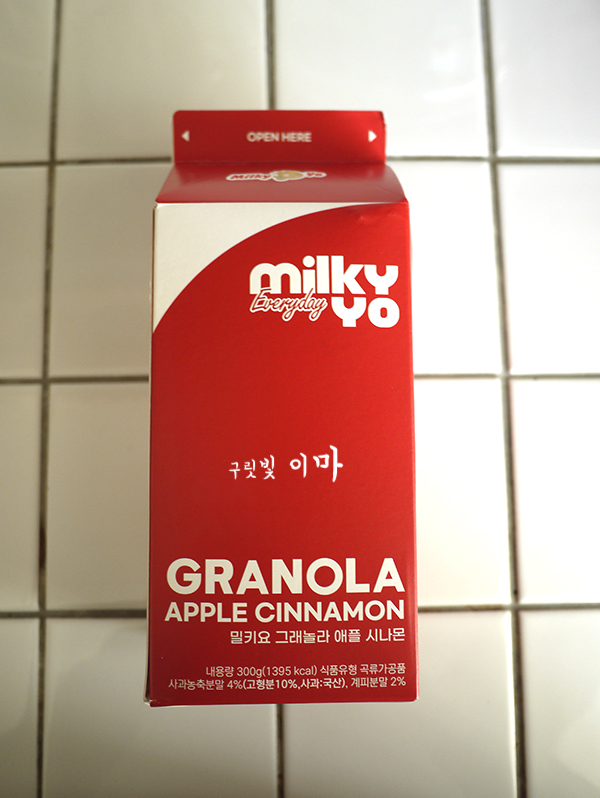 OPEN HERE
Milky Yo
milky
Everyday
YO
구릿빛 이마
GRANOLA
APPLE CINNAMON
밀키요 그래놀라 애플 시나몬
내용량 300g(1395 kcal) 식품유형 곡류가공품
사과농축분말 4%(고형분10%,사과:국산), 계피분말 2%